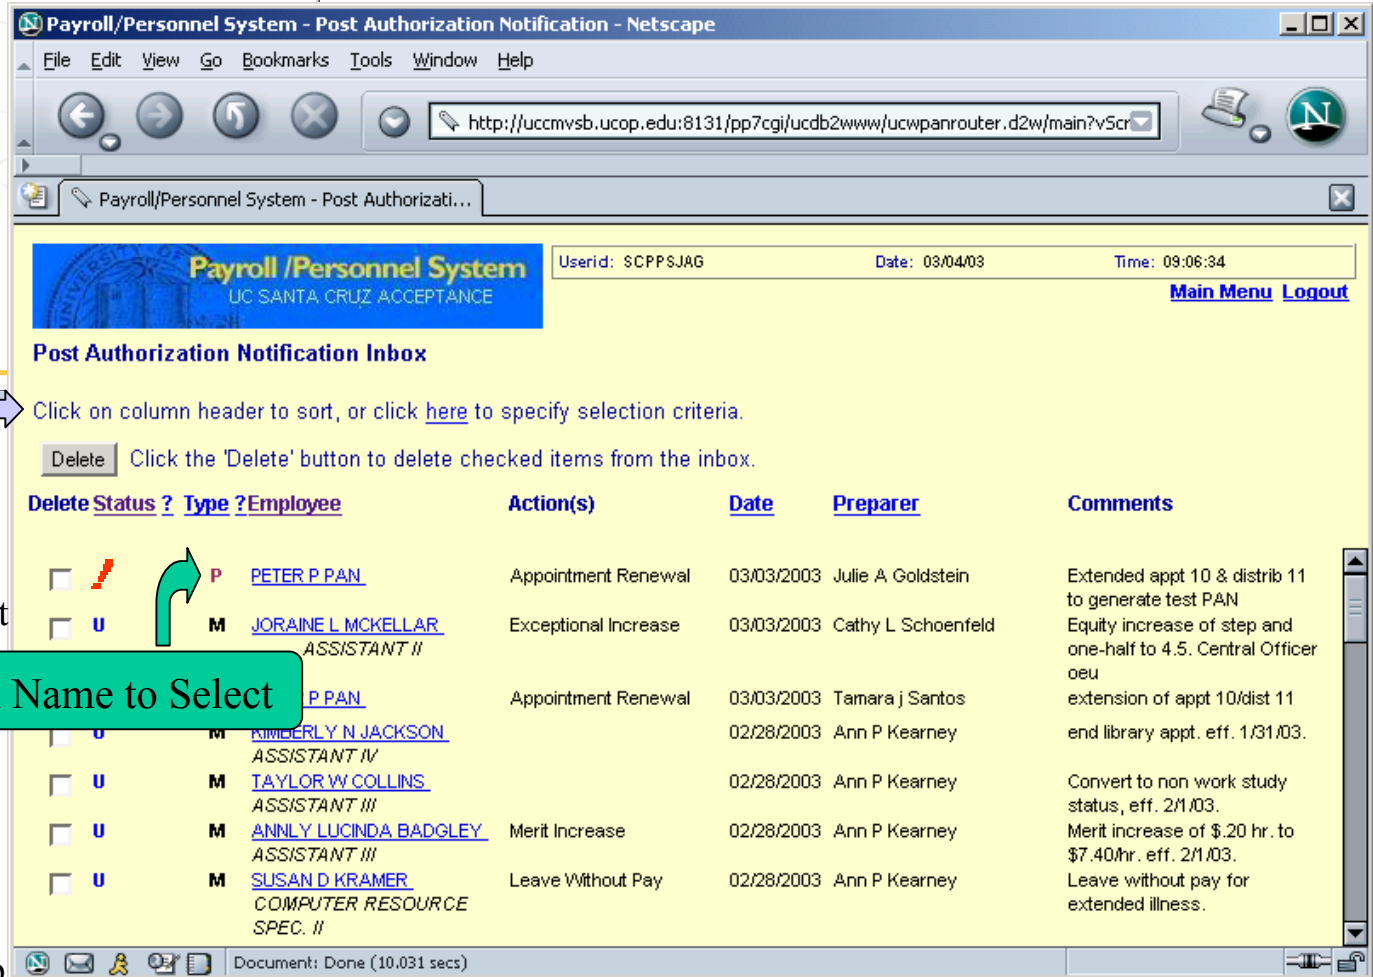 Payroll/Personnel System - Post Authorization Notification - Netscape
File Edit View Go Bookmarks Tools Window Help
http://uccmvsb.ucop.edu:8131/pp7cgi/ucdb2www/ucwpanrouter.d2w/main?vScr
N
Payroll/Personnel System - Post Authorizati...
Payroll /Personnel System
UC SANTA CRUZ ACCEPTANCE
Userid: SCPPSJAG Date: 03/04/03 Time: 09:06:34
Main Menu Logout
Post Authorization Notification Inbox
Click on column header to sort, or click here to specify selection criteria.
Delete Click the 'Delete' button to delete checked items from the inbox.
Delete Status ? Type ? Employee Action(s) Date Preparer Comments
P PETER P PAN Appointment Renewal 03/03/2003 Julie A Goldstein Extended appt 10 & distrib 11
to generate test PAN
t
U M JORAINE L MCKELLAR Exceptional Increase 03/03/2003 Cathy L Schoenfeld Equity increase of step and
ASSISTANT II one-half to 4.5. Central Officer
oeu
Name to Select
P PAN Appointment Renewal 03/03/2003 Tamara j Santos extension of appt 10/dist 11
U M KIMBERLY N JACKSON 02/28/2003 Ann P Kearney end library appt. eff. 1/31/03.
ASSISTANT IV
U M TAYLOR W COLLINS 02/28/2003 Ann P Kearney Convert to non work study
ASSISTANT III status, eff. 2/1/03.
U M ANNLY LUCINDA BADGLEY Merit Increase 02/28/2003 Ann P Kearney Merit increase of $.20 hr. to
ASSISTANT III $7.40/hr. eff. 2/1/03.
U M SUSAN D KRAMER Leave Without Pay 02/28/2003 Ann P Kearney Leave without pay for
COMPUTER RESOURCE extended illness.
SPEC. II
Document: Done (10.031 secs)